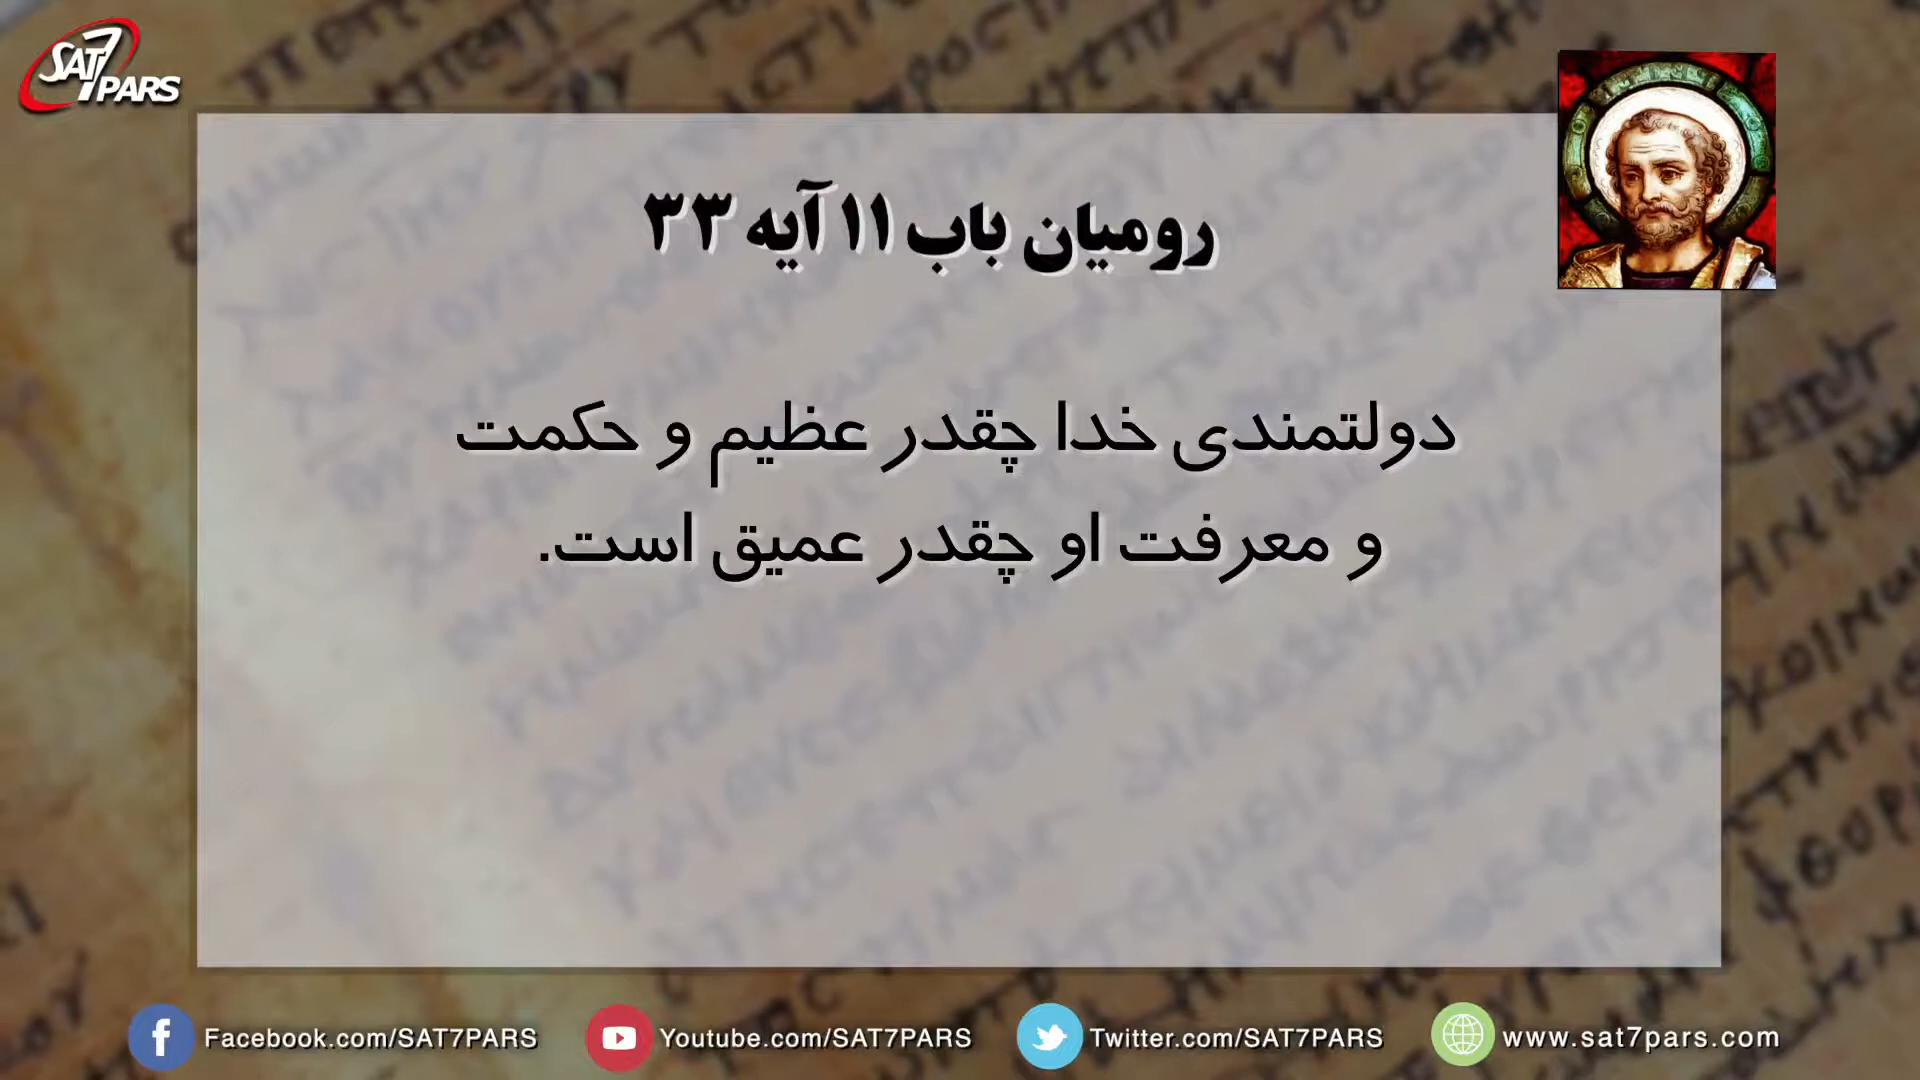 SAT7 PARS
رومیان باب ۱۱ آیه ۳۳
دولتمندی خدا چقدر عظیم و حکمت
و معرفت او چقدر عمیق است.
Facebook.com/SAT7PARS
Youtube.com/SAT7PARS
Twitter.com/SAT7PARS
www.sat7pars.com